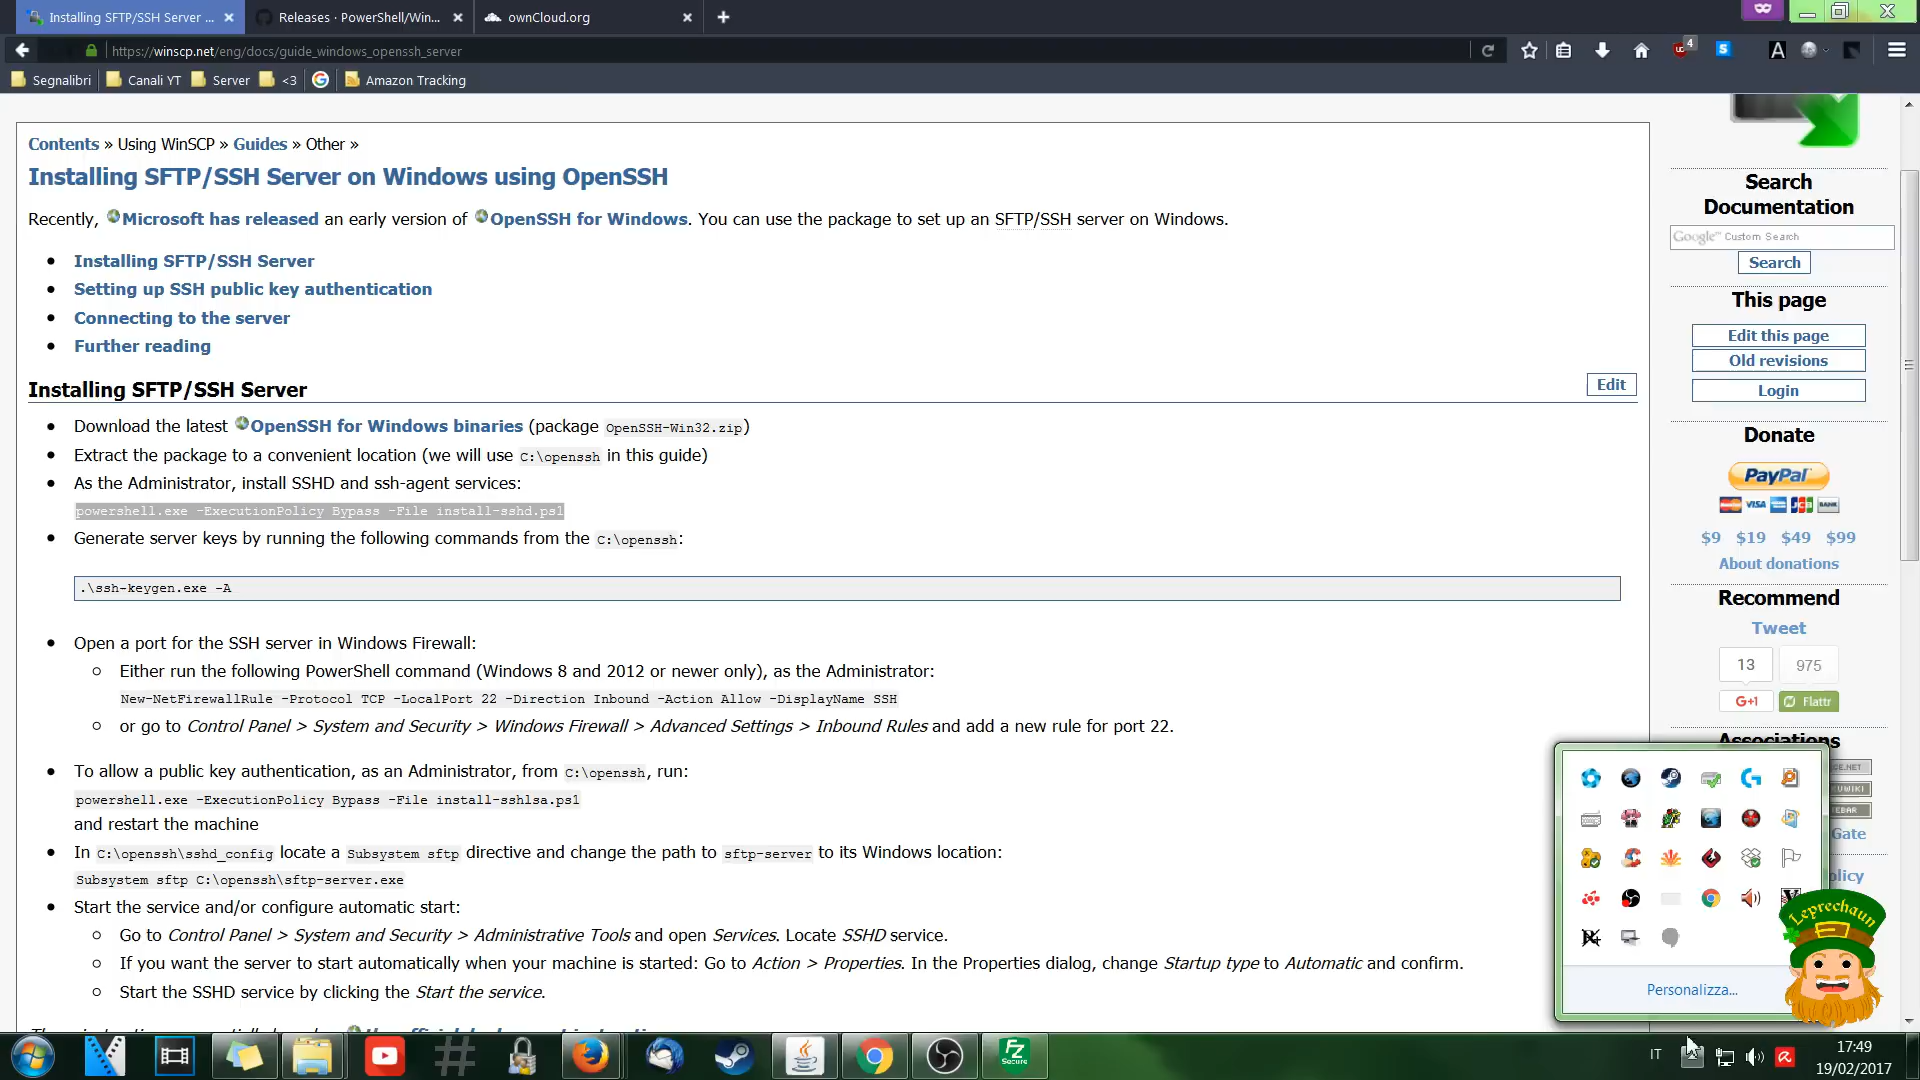 Installing SFTP/SSH Server ...
Releases · PowerShell/Win...
ownCloud.org
https://winscp.net/eng/docs/guide_windows_openssh_server
4
Segnalibri
Canali YT
Server
<3
Amazon Tracking
Contents » Using WinSCP » Guides » Other »
Installing SFTP/SSH Server on Windows using OpenSSH
Recently, Microsoft has released an early version of OpenSSH for Windows. You can use the package to set up an SFTP/SSH server on Windows.
Installing SFTP/SSH Server
Setting up SSH public key authentication
Connecting to the server
Further reading
Installing SFTP/SSH Server
Edit
Download the latest OpenSSH for Windows binaries (package OpenSSH-Win32.zip)
Extract the package to a convenient location (we will use C:\openssh in this guide)
As the Administrator, install SSHD and ssh-agent services:
powershell.exe -ExecutionPolicy Bypass -File install-sshd.ps1
Generate server keys by running the following commands from the C:\openssh:
.\ssh-keygen.exe -A
Open a port for the SSH server in Windows Firewall:
Either run the following PowerShell command (Windows 8 and 2012 or newer only), as the Administrator:
New-NetFirewallRule -Protocol TCP -LocalPort 22 -Direction Inbound -Action Allow -DisplayName SSH
or go to Control Panel > System and Security > Windows Firewall > Advanced Settings > Inbound Rules and add a new rule for port 22.
To allow a public key authentication, as an Administrator, from C:\openssh, run:
powershell.exe -ExecutionPolicy Bypass -File install-sshlsa.ps1
and restart the machine
In C:\openssh\sshd_config locate a Subsystem sftp directive and change the path to sftp-server to its Windows location:
Subsystem sftp C:\openssh\sftp-server.exe
Start the service and/or configure automatic start:
Go to Control Panel > System and Security > Administrative Tools and open Services. Locate SSHD service.
If you want the server to start automatically when your machine is started: Go to Action > Properties. In the Properties dialog, change Startup type to Automatic and confirm.
Start the SSHD service by clicking the Start the service.
Search
Documentation
Google™ Custom Search
Search
This page
Edit this page
Old revisions
Login
Donate
PayPal
VISA
BANK
$9 $19 $49 $99
About donations
Recommend
Tweet
13
975
G+1
Flattr
Associations
Gate
olicy
Personalizza...
Leprechaun
FZ
Secure
IT
17:49
19/02/2017